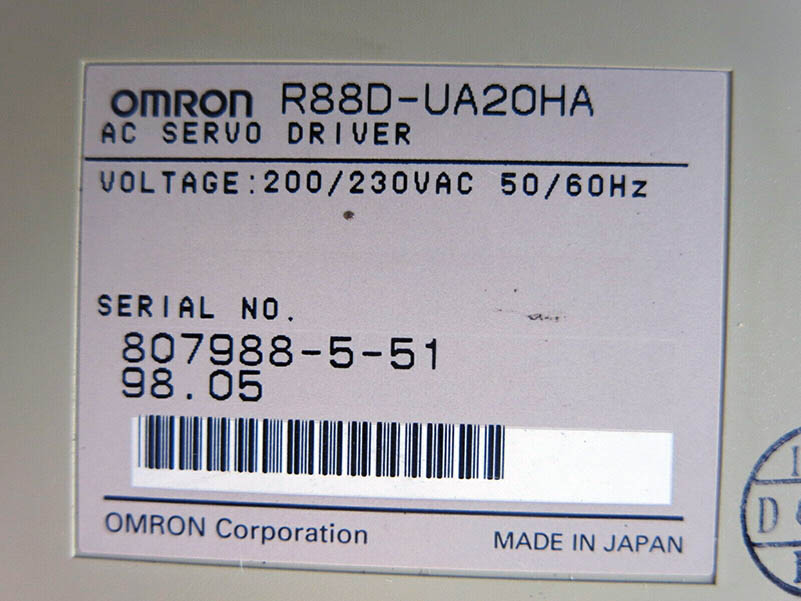 OMRON R88D-UA20HA
AC SERVO DRIVER
VOLTAGE:200/230VAC 50/60Hz
SERIAL NO.
807988-5-51
98.05
OMRON Corporation
MADE IN JAPAN
D